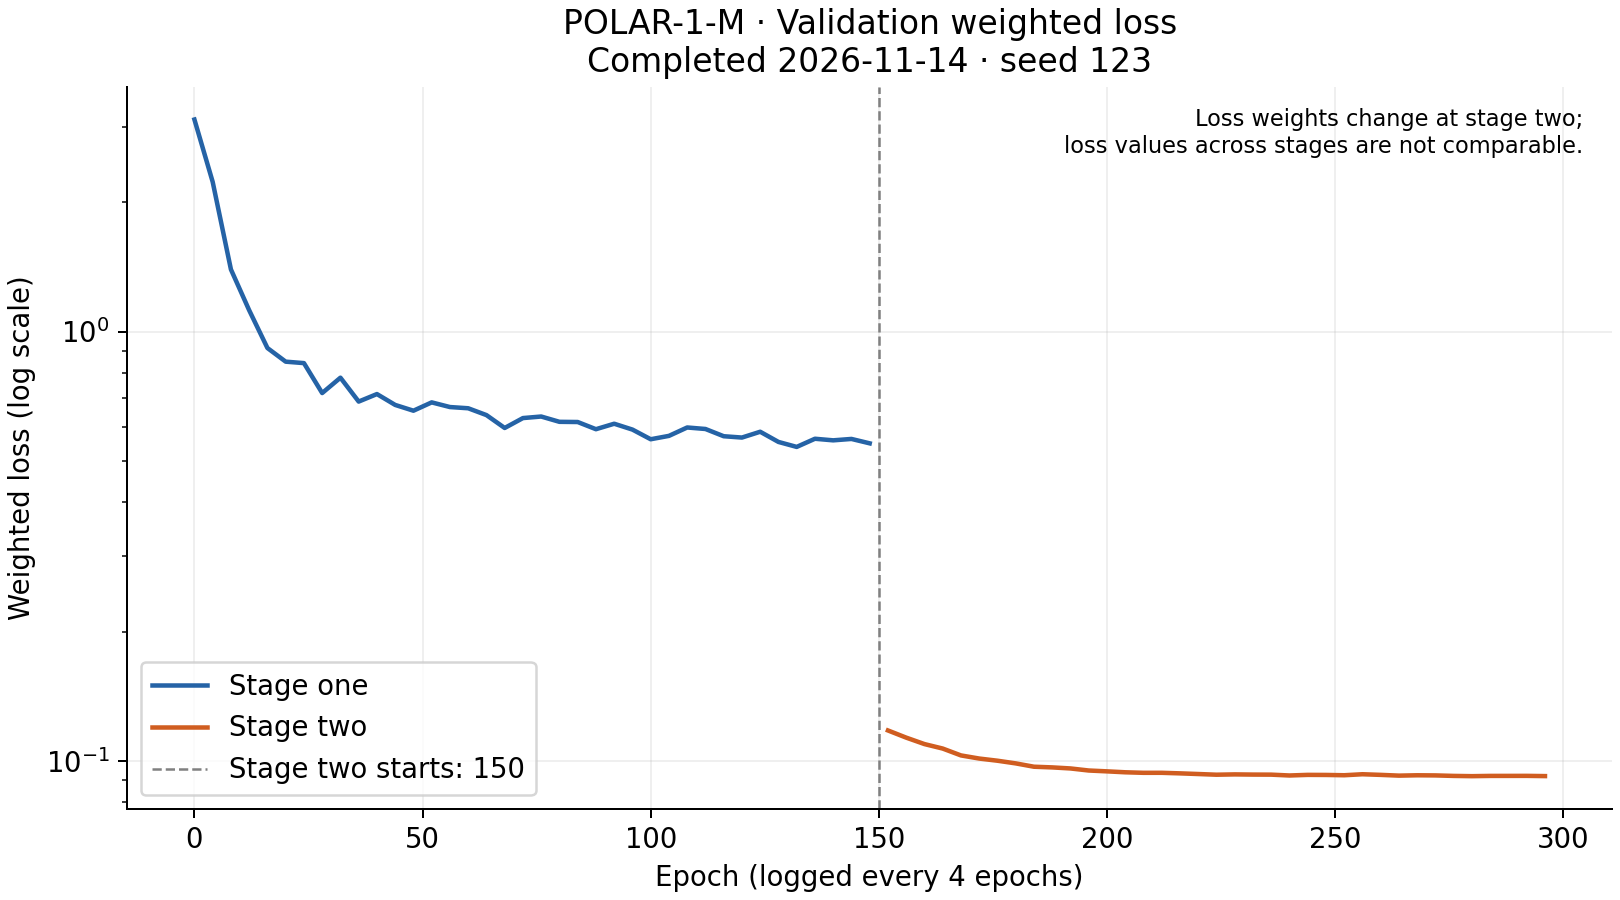 POLAR-1-M · Validation weighted loss
Completed 2026-11-14 · seed 123
Loss weights change at stage two;
loss values across stages are not comparable.
Weighted loss (log scale)
10⁰
10⁻¹
Stage one
Stage two
Stage two starts: 150
0 50 100 150 200 250 300
Epoch (logged every 4 epochs)